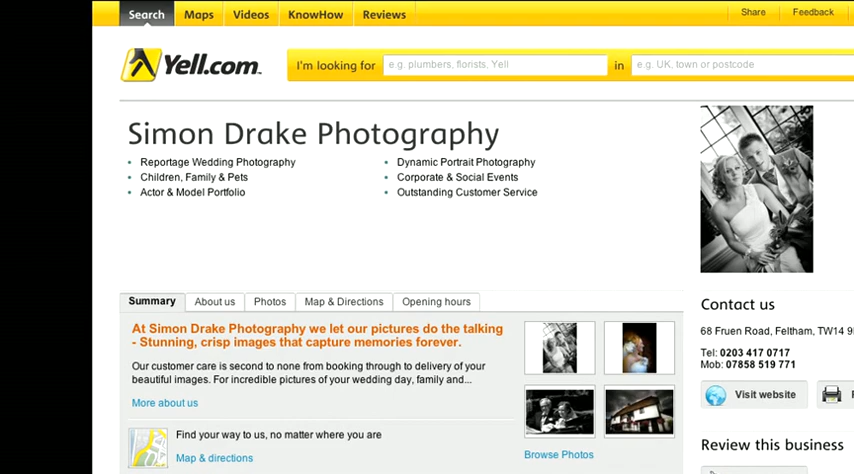 Search Maps Videos KnowHow Reviews Share Feedback
Yell.com I'm looking for e.g. plumbers, florists, Yell in e.g. UK, town or postcode
Simon Drake Photography
• Reportage Wedding Photography • Dynamic Portrait Photography
• Children, Family & Pets • Corporate & Social Events
• Actor & Model Portfolio • Outstanding Customer Service
Summary About us Photos Map & Directions Opening hours
At Simon Drake Photography we let our pictures do the talking
- Stunning, crisp images that capture memories forever.
Our customer care is second to none from booking through to delivery of your
beautiful images. For incredible pictures of your wedding day, family and...
More about us
Find your way to us, no matter where you are
Map & directions
Browse Photos
Contact us
68 Fruen Road, Feltham, TW14 9
Tel: 0203 417 0717
Mob: 07858 519 771
Visit website
Review this business